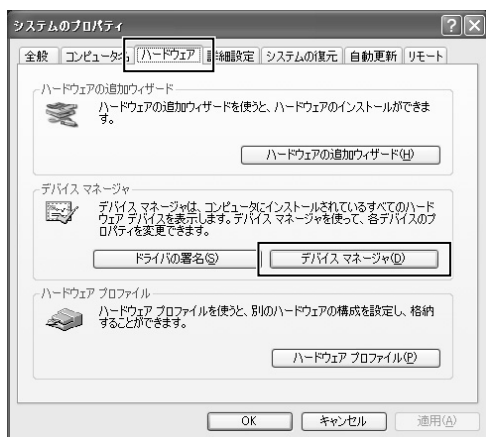 システムのプロパティ
全般 コンピュータ名 ハードウェア 詳細設定 システムの復元 自動更新 リモート
ハードウェアの追加ウィザード
ハードウェアの追加ウィザードを使うと、ハードウェアのインストールができま
す。
ハードウェアの追加ウィザード(H)
デバイス マネージャ
デバイス マネージャは、コンピュータにインストールされているすべてのハード
ウェア デバイスを表示します。デバイス マネージャを使って、各デバイスのプ
ロパティを変更できます。
ドライバの署名(S) デバイス マネージャ(D)
ハードウェア プロファイル
ハードウェア プロファイルを使うと、別のハードウェアの構成を設定し、格納
することができます。
ハードウェア プロファイル(P)
OK キャンセル 適用(A)